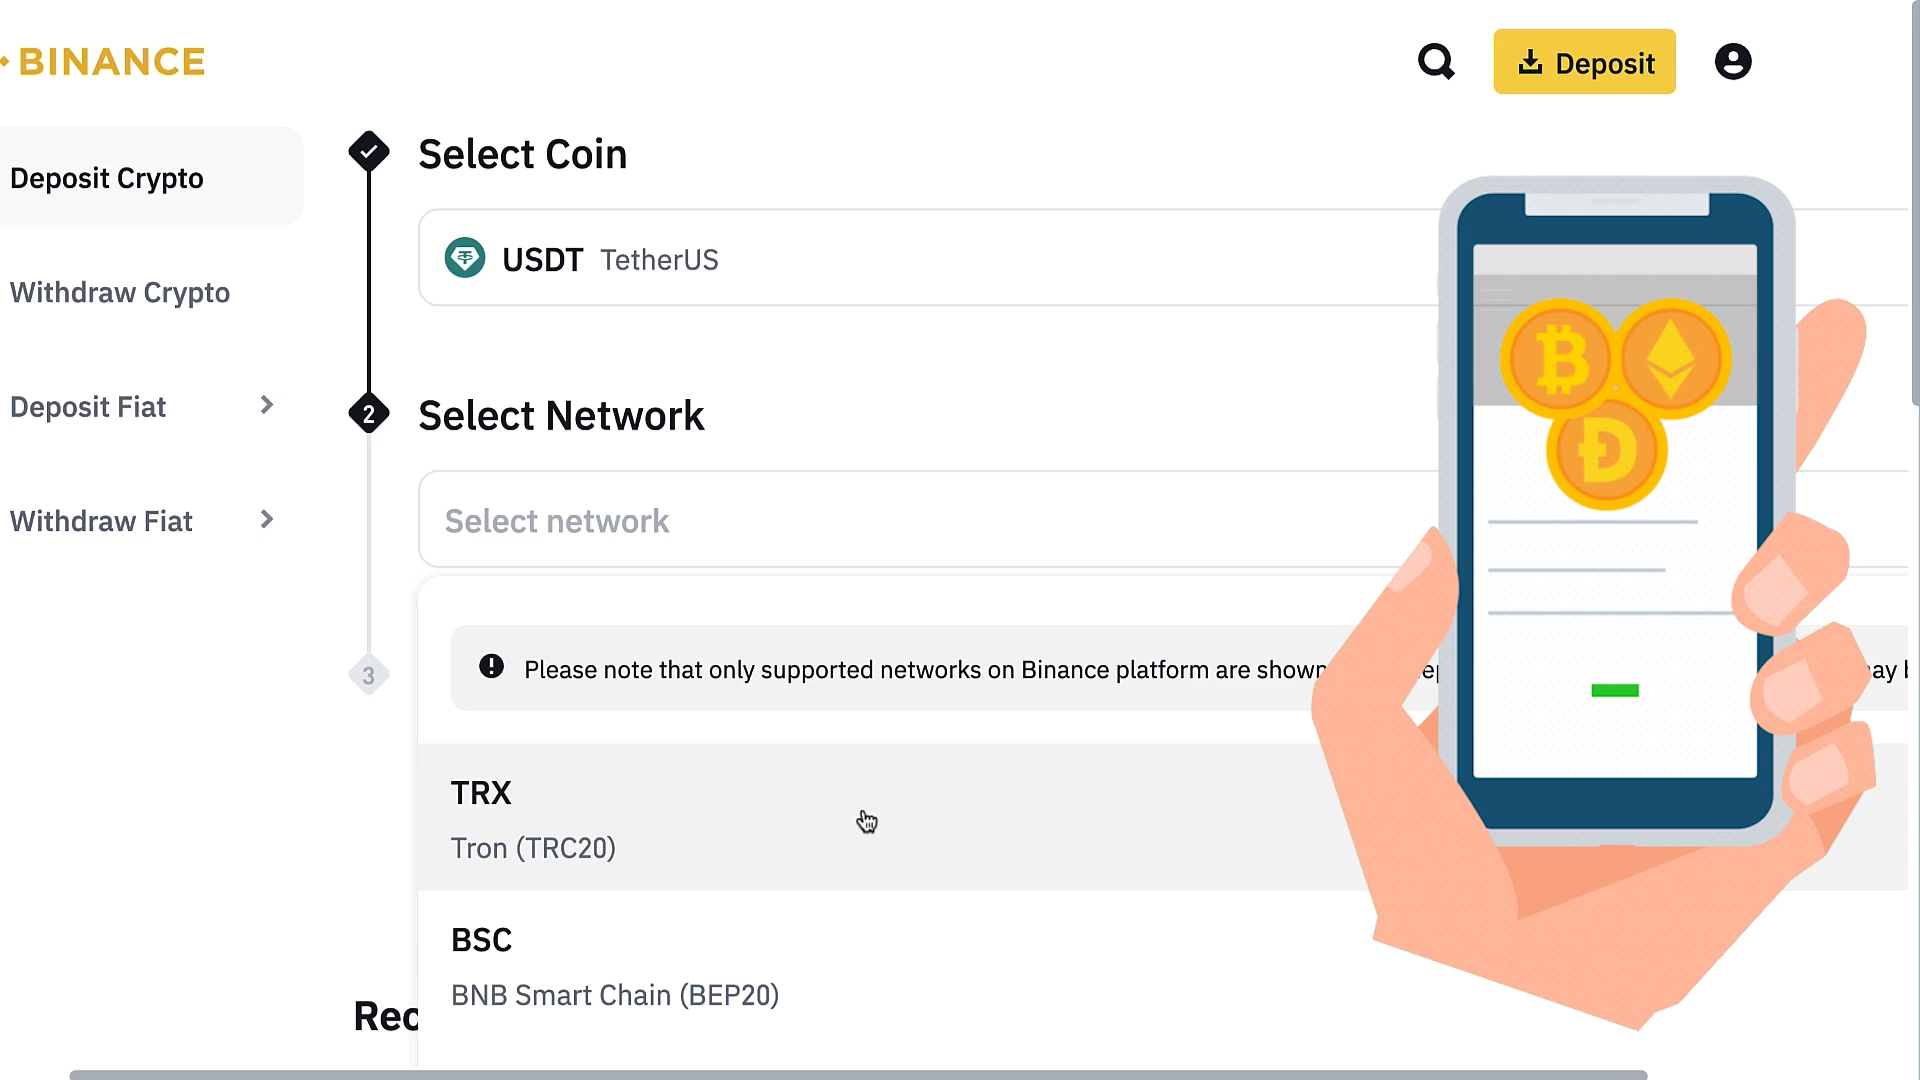 BINANCE
Deposit
Deposit Crypto
Withdraw Crypto
Deposit Fiat
Withdraw Fiat
Select Coin
USDT TetherUS
2 Select Network
Select network
3
Please note that only supported networks on Binance platform are shown
TRX
Tron (TRC20)
BSC
BNB Smart Chain (BEP20)
Rec